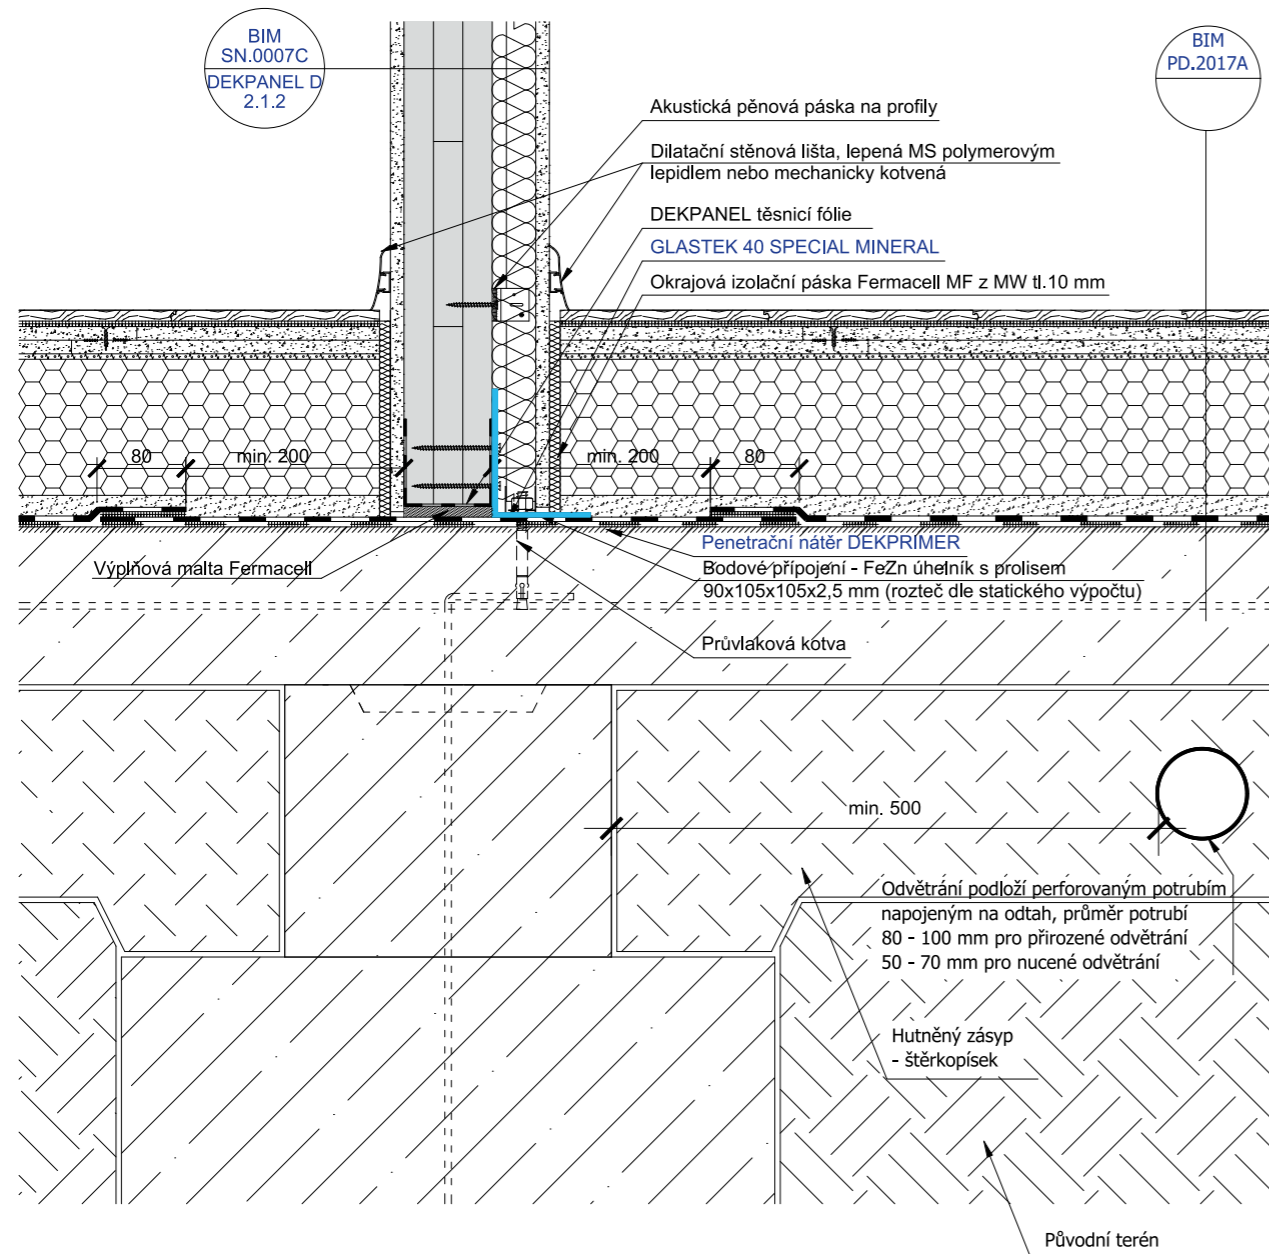 BIM
SN.0007C
DEKPANEL D
2.1.2
BIM
PD.2017A
Akustická pěnová páska na profily
Dilatační stěnová lišta, lepená MS polymerovým
lepidlem nebo mechanicky kotvená
DEKPANEL těsnicí fólie
GLASTEK 40 SPECIAL MINERAL
Okrajová izolační páska Fermacell MF z MW tl.10 mm
80
min. 200
min. 200
80
Penetrační nátěr DEKPRIMER
Výplňová malta Fermacell
Bodové připojení - FeZn úhelník s prolisem
90x105x105x2,5 mm (rozteč dle statického výpočtu)
Průvlaková kotva
min. 500
Odvětrání podloží perforovaným potrubím
napojeným na odtah, průměr potrubí
80 - 100 mm pro přirozené odvětrání
50 - 70 mm pro nucené odvětrání
Hutněný zásyp
- štěrkopísek
Původní terén